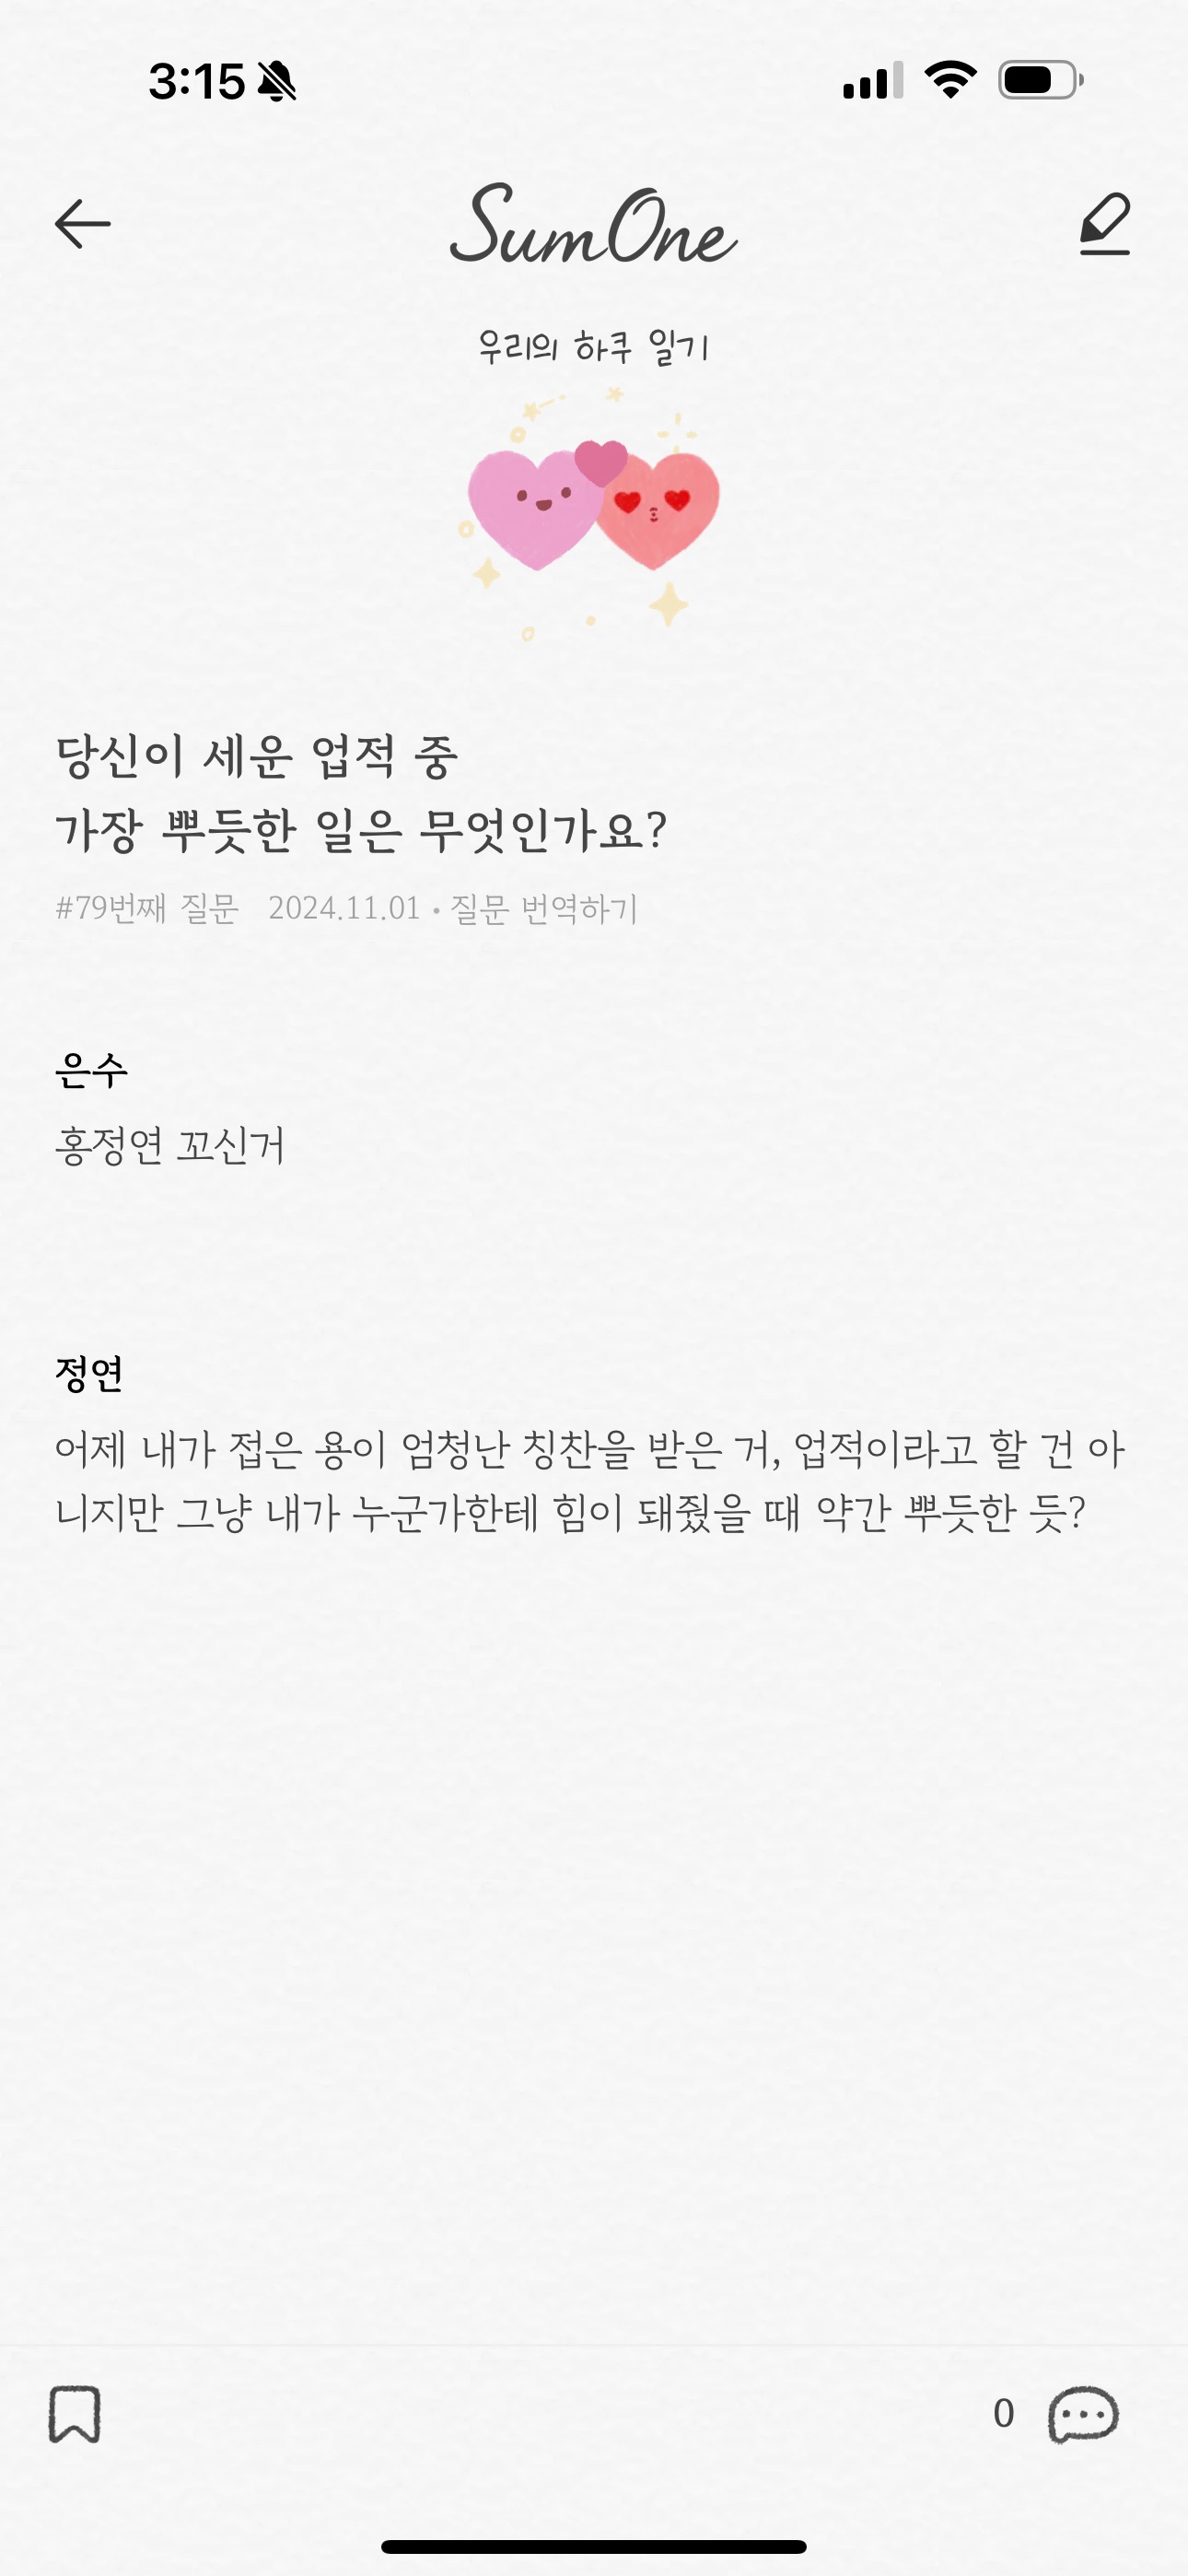 3:15
SumOne
우리의 하쿠 일기
당신이 세운 업적 중
가장 뿌듯한 일은 무엇인가요?
#79번째 질문 2024.11.01 • 질문 번역하기
은수
홍정연 꼬신거
정연
어제 내가 접은 용이 엄청난 칭찬을 받은 거, 업적이라고 할 건 아
니지만 그냥 내가 누군가한테 힘이 돼줬을 때 약간 뿌듯한 듯?
0